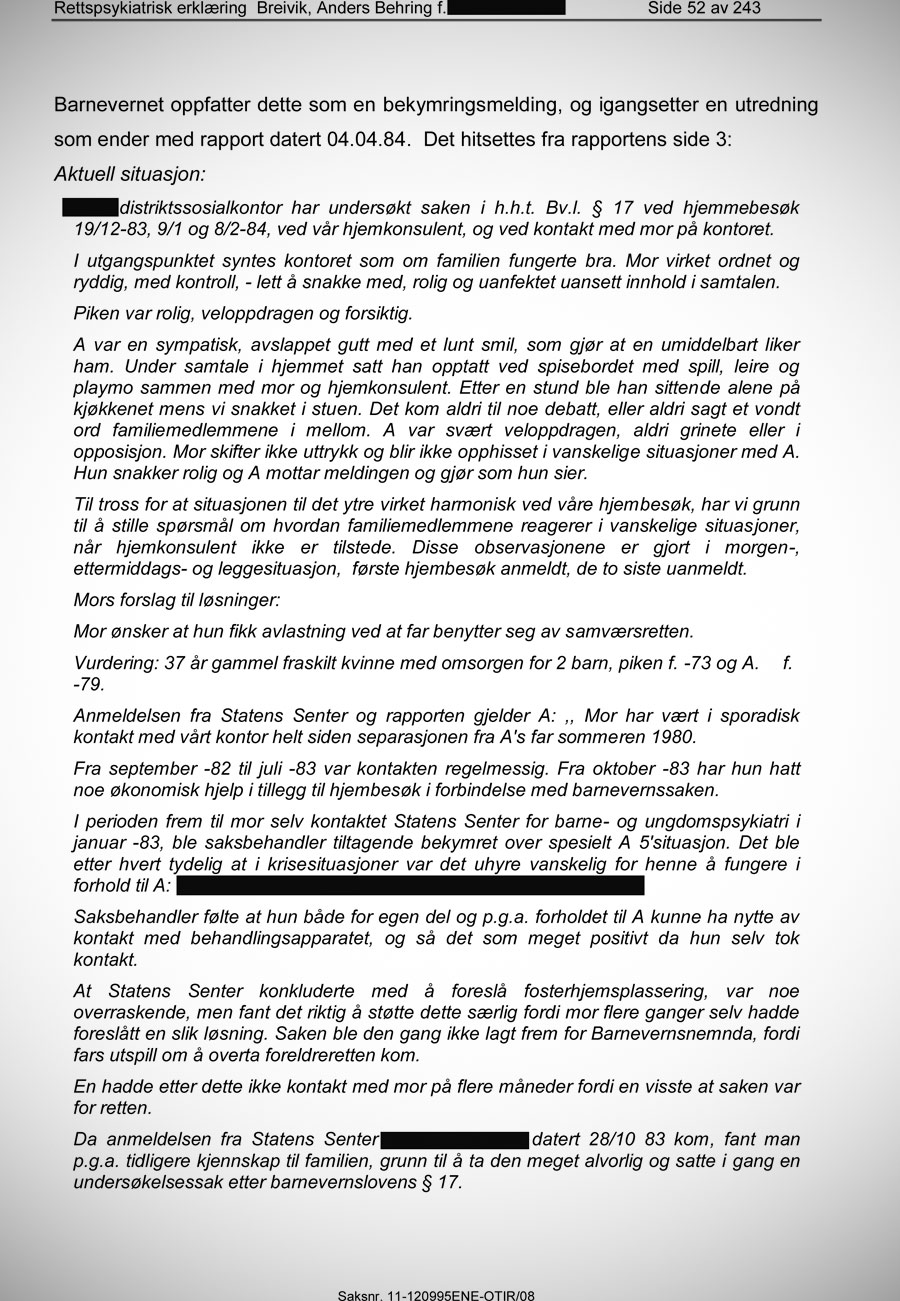 Rettspsykiatrisk erklæring Breivik, Anders Behring f. Side 52 av 243
Barnevernet oppfatter dette som en bekymringsmelding, og igangsetter en utredning
som ender med rapport datert 04.04.84. Det hitsettes fra rapportens side 3:
Aktuell situasjon:
distriktssosialkontor har undersøkt saken i h.h.t. Bv.l. § 17 ved hjemmebesøk
19/12-83, 9/1 og 8/2-84, ved vår hjemkonsulent, og ved kontakt med mor på kontoret.
I utgangspunktet syntes kontoret som om familien fungerte bra. Mor virket ordnet og
ryddig, med kontroll, - lett å snakke med, rolig og uanfektet uansett innhold i samtalen.
Piken var rolig, veloppdragen og forsiktig.
A var en sympatisk, avslappet gutt med et lunt smil, som gjør at en umiddelbart liker
ham. Under samtale i hjemmet satt han opptatt ved spisebordet med spill, leire og
playmo sammen med mor og hjemkonsulent. Etter en stund ble han sittende alene på
kjøkkenet mens vi snakket i stuen. Det kom aldri til noe debatt, eller aldri sagt et vondt
ord familiemedlemmene i mellom. A var svært veloppdragen, aldri grinete eller i
opposisjon. Mor skifter ikke uttrykk og blir ikke opphisset i vanskelige situasjoner med A.
Hun snakker rolig og A mottar meldingen og gjør som hun sier.
Til tross for at situasjonen til det ytre virket harmonisk ved våre hjembesøk, har vi grunn
til å stille spørsmål om hvordan familiemedlemmene reagerer i vanskelige situasjoner,
når hjemkonsulent ikke er tilstede. Disse observasjonene er gjort i morgen-,
ettermiddags- og leggesituasjon, første hjembesøk anmeldt, de to siste uanmeldt.
Mors forslag til løsninger:
Mor ønsker at hun fikk avlastning ved at far benytter seg av samværsretten.
Vurdering: 37 år gammel fraskilt kvinne med omsorgen for 2 barn, piken f. -73 og A. f.
-79.
Anmeldelsen fra Statens Senter og rapporten gjelder A: ,, Mor har vært i sporadisk
kontakt med vårt kontor helt siden separasjonen fra A's far sommeren 1980.
Fra september -82 til juli -83 var kontakten regelmessig. Fra oktober -83 har hun hatt
noe økonomisk hjelp i tillegg til hjembesøk i forbindelse med barnevernssaken.
I perioden frem til mor selv kontaktet Statens Senter for barne- og ungdomspsykiatri i
januar -83, ble saksbehandler tiltagende bekymret over spesielt A 5'situasjon. Det ble
etter hvert tydelig at i krisesituasjoner var det uhyre vanskelig for henne å fungere i
forhold til A:
Saksbehandler følte at hun både for egen del og p.g.a. forholdet til A kunne ha nytte av
kontakt med behandlingsapparatet, og så det som meget positivt da hun selv tok
kontakt.
At Statens Senter konkluderte med å foreslå fosterhjemsplassering, var noe
overraskende, men fant det riktig å støtte dette særlig fordi mor flere ganger selv hadde
foreslått en slik løsning. Saken ble den gang ikke lagt frem for Barnevernsnemnda, fordi
fars utspill om å overta foreldreretten kom.
En hadde etter dette ikke kontakt med mor på flere måneder fordi en visste at saken var
for retten.
Da anmeldelsen fra Statens Senter datert 28/10 83 kom, fant man
p.g.a. tidligere kjennskap til familien, grunn til å ta den meget alvorlig og satte i gang en
undersøkelsessak etter barnevernslovens § 17.
Saksnr. 11-120995ENE-OTIR/08